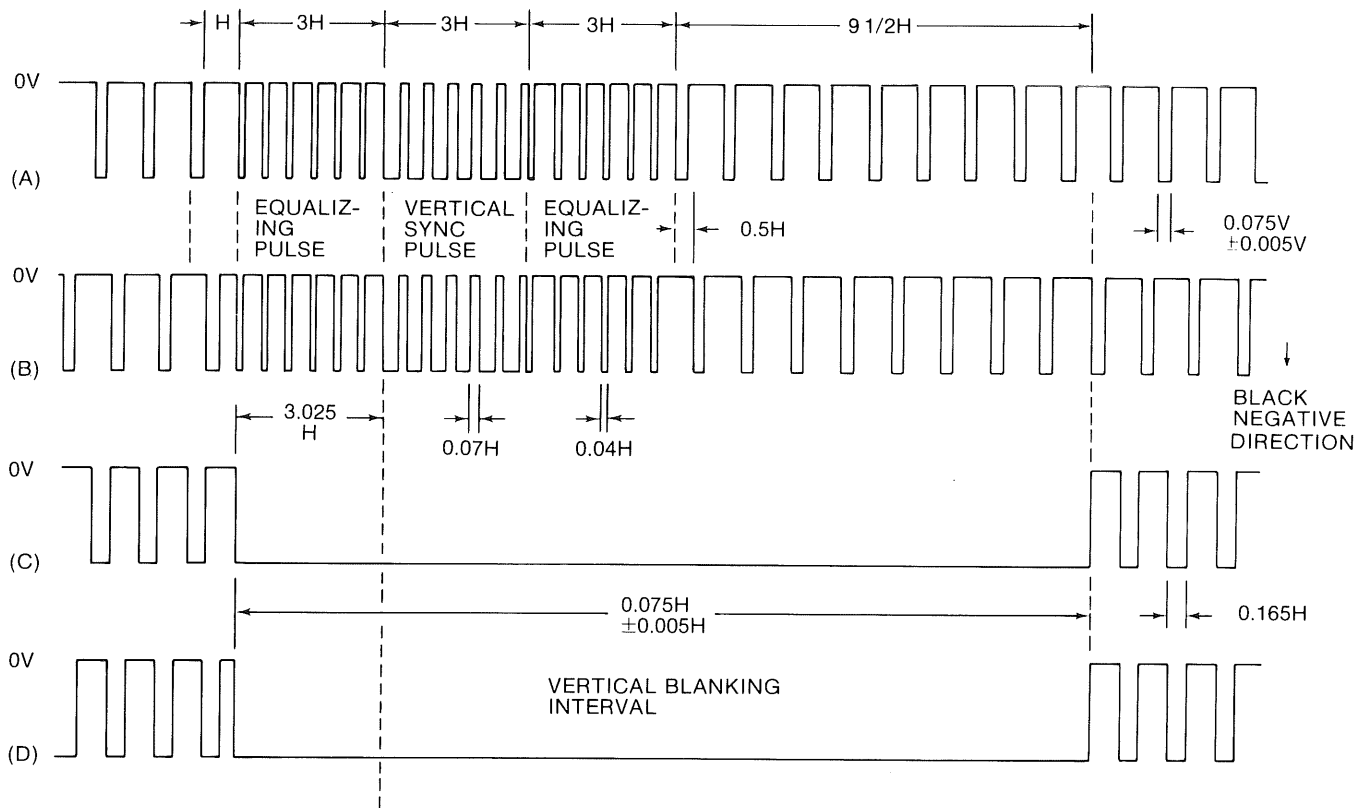 H 3H 3H 3H 9 1/2H
0V
(A)
EQUALIZ-
ING
PULSE
VERTICAL
SYNC
PULSE
EQUALIZ-
ING
PULSE
0.5H
0.075V
±0.005V
0V
(B)
3.025
H
0.07H
0.04H
BLACK
NEGATIVE
DIRECTION
0V
(C)
0.075H
±0.005H
0.165H
0V
VERTICAL BLANKING
INTERVAL
(D)